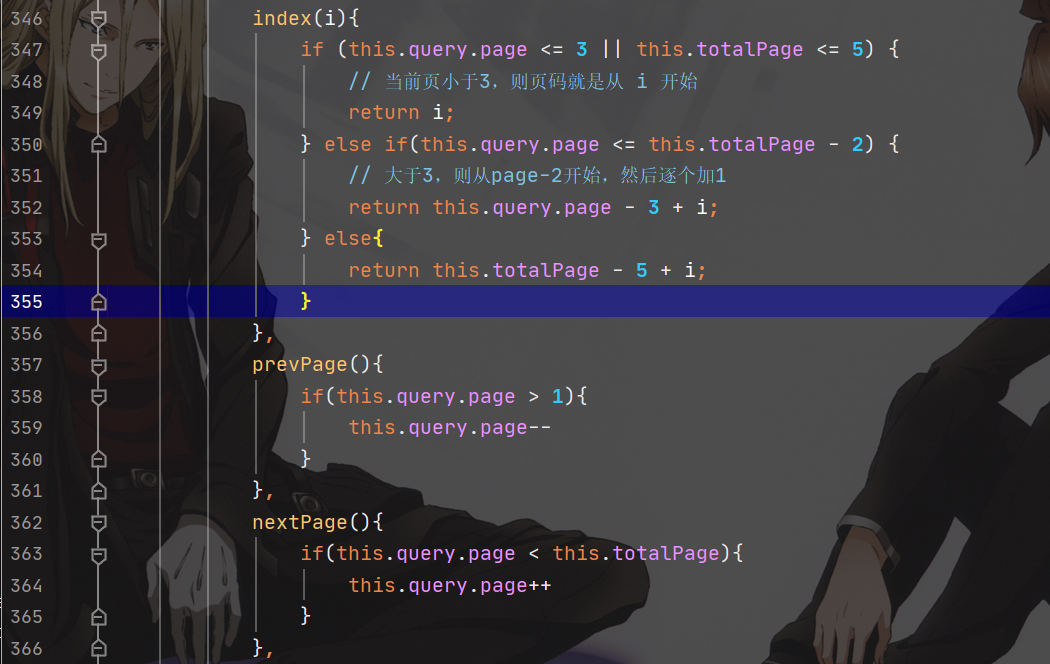 346 index(i){
347 if (this.query.page <= 3 || this.totalPage <= 5) {
348 // 当前页小于3，则页码就是从 i 开始
349 return i;
350 } else if(this.query.page <= this.totalPage - 2) {
351 // 大于3，则从page-2开始，然后逐个加1
352 return this.query.page - 3 + i;
353 } else{
354 return this.totalPage - 5 + i;
355 }
356 },
357 prevPage(){
358 if(this.query.page > 1){
359 this.query.page--
360 }
361 },
362 nextPage(){
363 if(this.query.page < this.totalPage){
364 this.query.page++
365 }
366 },